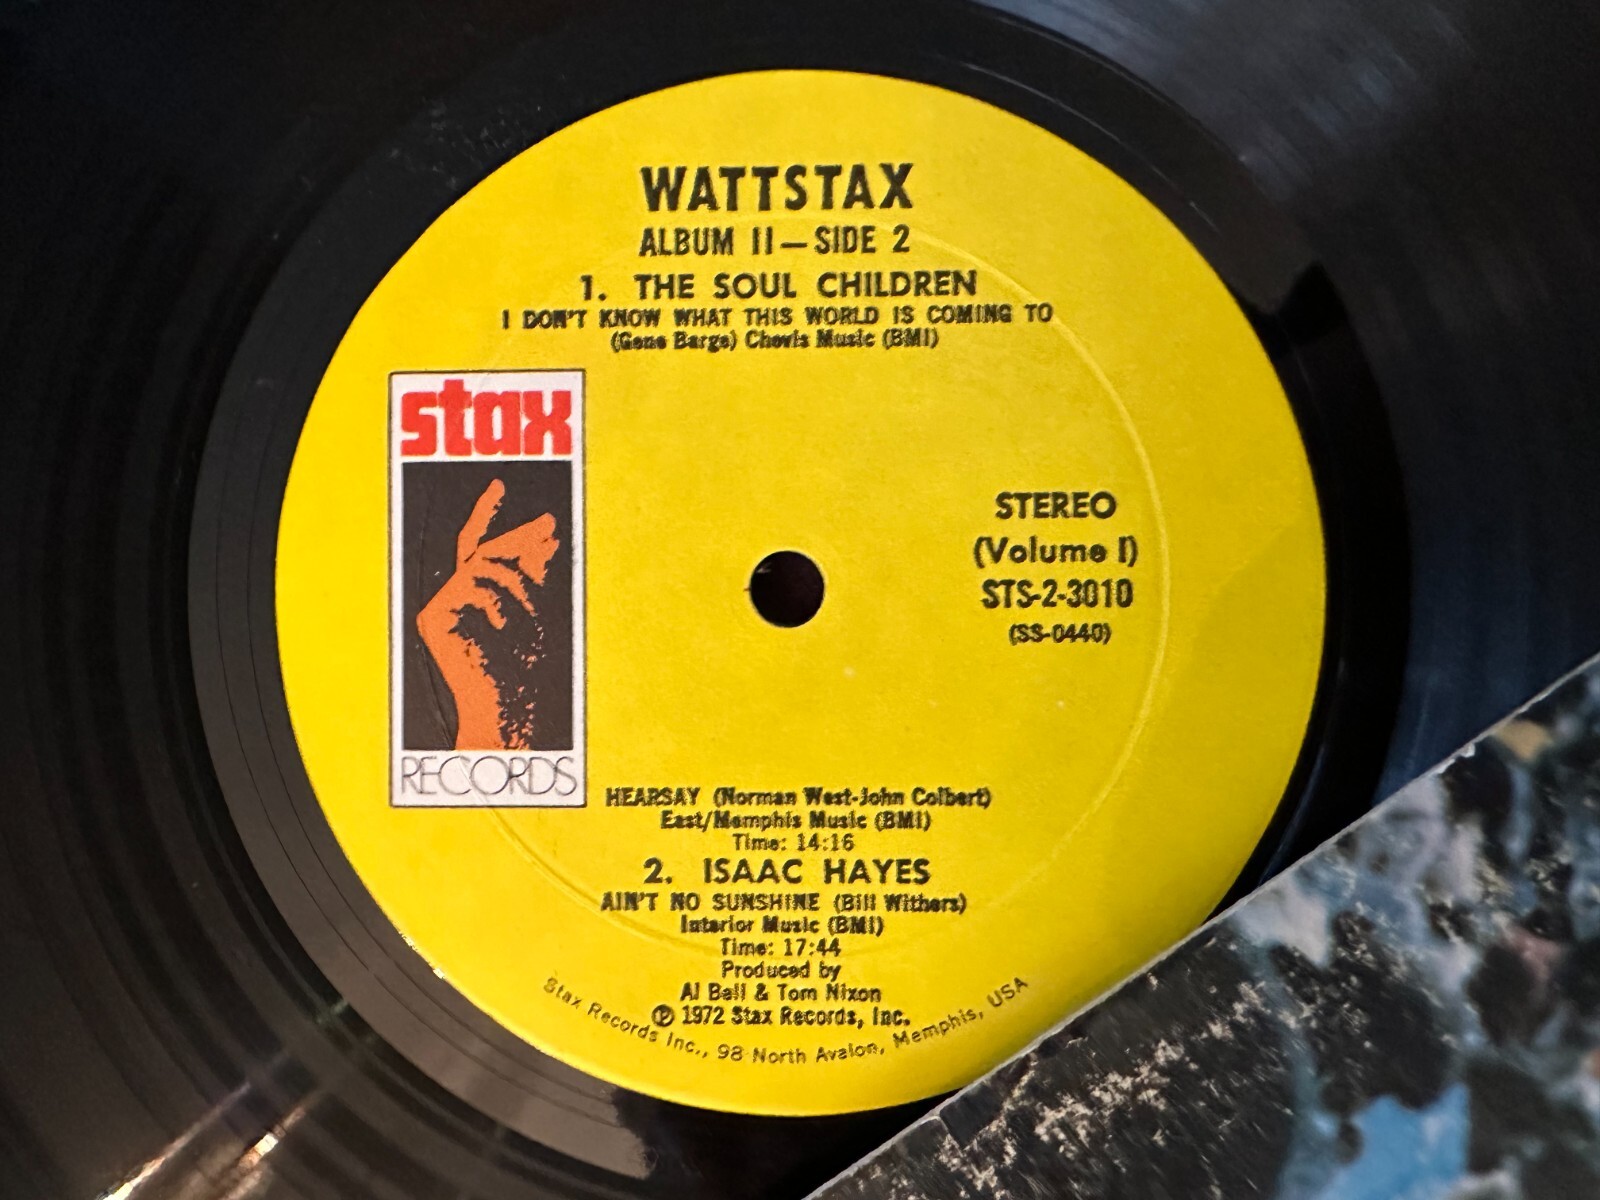 WATTSTAX
ALBUM II — SIDE 2
1. THE SOUL CHILDREN
I DON'T KNOW WHAT THIS WORLD IS COMING TO
(Gene Barge) Chevis Music (BMI)
stax
RECORDS
STEREO
(Volume I)
STS-2-3010
(SS-0440)
HEARSAY (Norman West-John Colbert)
East/Memphis Music (BMI)
Time: 14:16
2. ISAAC HAYES
AIN'T NO SUNSHINE (Bill Withers)
Interior Music (BMI)
Time: 17:44
Produced by
Al Bell & Tom Nixon
℗ 1972 Stax Records, Inc.
Stax Records Inc., 98 North Avalon, Memphis, USA